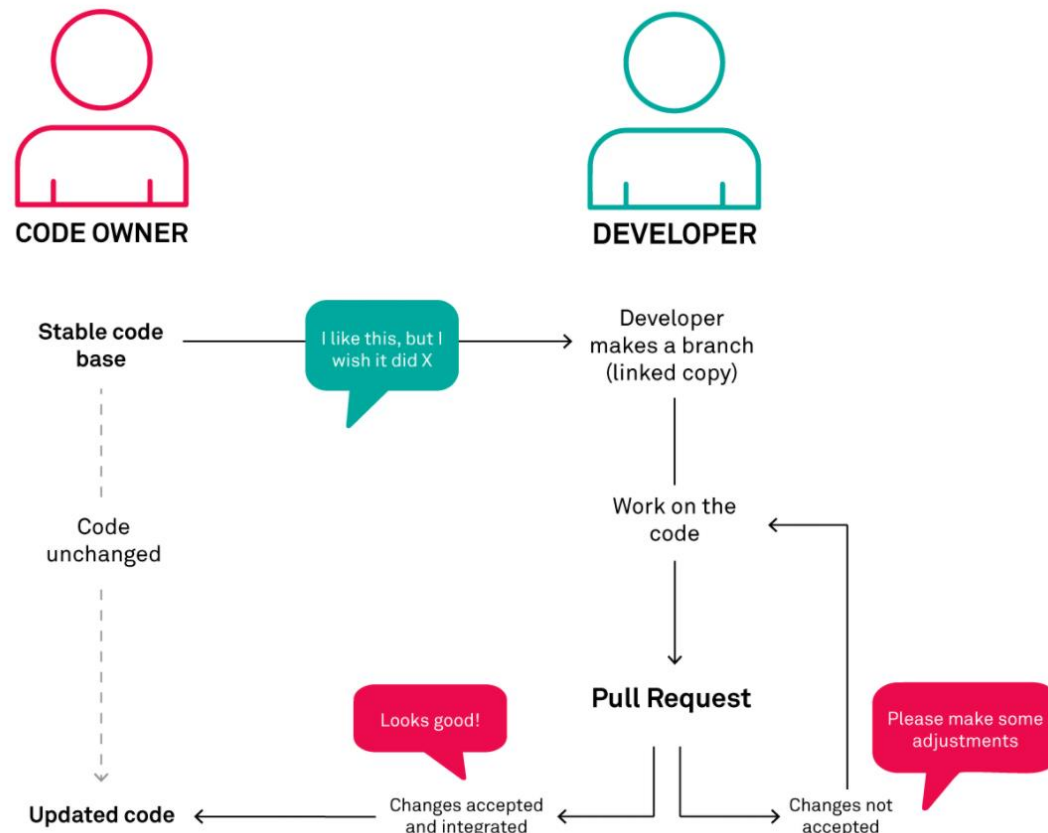 CODE OWNER
DEVELOPER
Stable code
base
I like this, but I
wish it did X
Developer
makes a branch
(linked copy)
Code
unchanged
Work on the
code
Pull Request
Looks good!
Please make some
adjustments
Updated code
Changes accepted
and integrated
Changes not
accepted